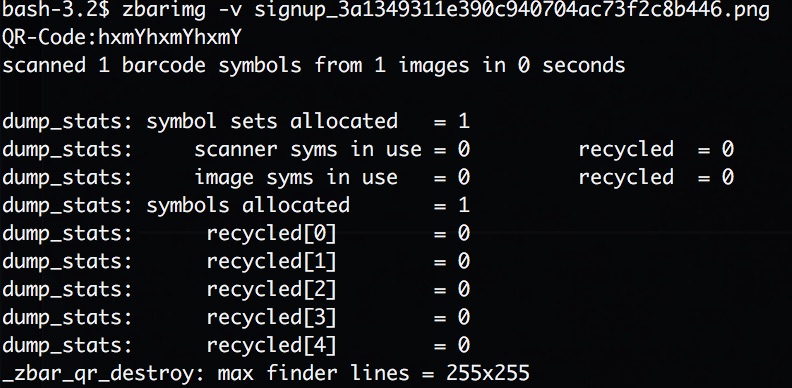 bash-3.2$ zbarimg -v signup_3a1349311e390c940704ac73f2c8b446.png
QR-Code:hxmYhxmYhxmY
scanned 1 barcode symbols from 1 images in 0 seconds
dump_stats: symbol sets allocated   = 1
dump_stats:     scanner syms in use = 0         recycled  = 0
dump_stats:     image syms in use   = 0         recycled  = 0
dump_stats: symbols allocated       = 1
dump_stats:      recycled[0]        = 0
dump_stats:      recycled[1]        = 0
dump_stats:      recycled[2]        = 0
dump_stats:      recycled[3]        = 0
dump_stats:      recycled[4]        = 0
_zbar_qr_destroy: max finder lines = 255x255